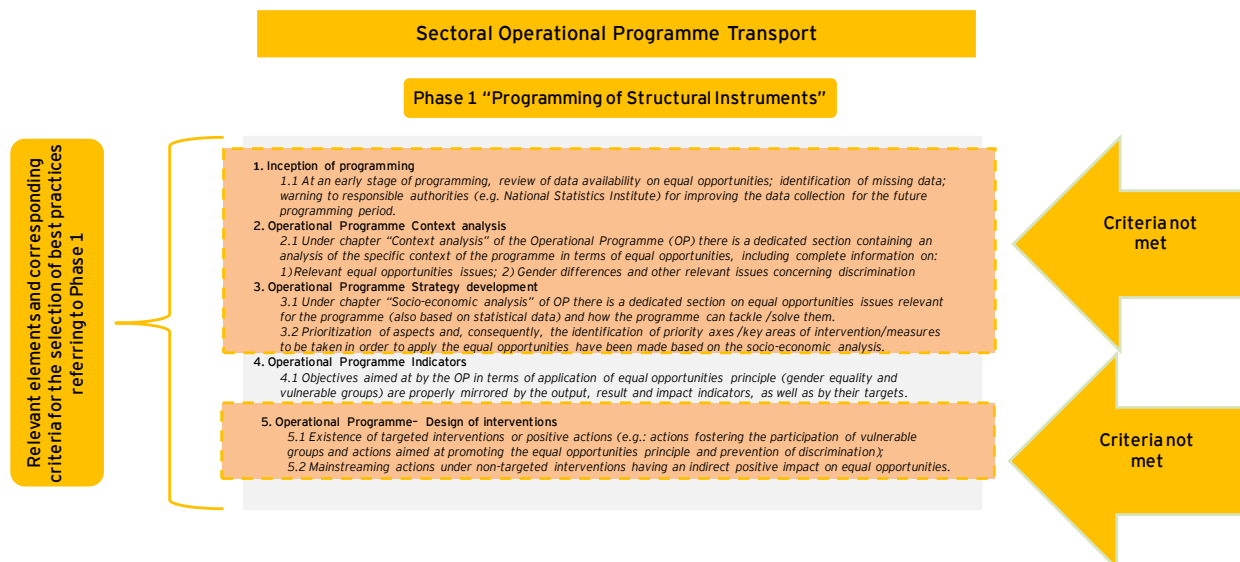 Sectoral Operational Programme Transport
Phase 1 “Programming of Structural Instruments”
Relevant elements and corresponding
criteria for the selection of best practices
referring to Phase 1
1. Inception of programming
1.1 At an early stage of programming, review of data availability on equal opportunities; identification of missing data;
warning to responsible authorities (e.g. National Statistics Institute) for improving the data collection for the future
programming period.
2. Operational Programme Context analysis
2.1 Under chapter “Context analysis” of the Operational Programme (OP) there is a dedicated section containing an
analysis of the specific context of the programme in terms of equal opportunities, including complete information on:
1) Relevant equal opportunities issues; 2) Gender differences and other relevant issues concerning discrimination
3. Operational Programme Strategy development
3.1 Under chapter “Socio-economic analysis” of OP there is a dedicated section on equal opportunities issues relevant
for the programme (also based on statistical data) and how the programme can tackle /solve them.
3.2 Prioritization of aspects and, consequently, the identification of priority axes /key areas of intervention/measures
to be taken in order to apply the equal opportunities have been made based on the socio-economic analysis.
4. Operational Programme Indicators
4.1 Objectives aimed at by the OP in terms of application of equal opportunities principle (gender equality and
vulnerable groups) are properly mirrored by the output, result and impact indicators, as well as by their targets.
5. Operational Programme– Design of interventions
5.1 Existence of targeted interventions or positive actions (e.g.: actions fostering the participation of vulnerable
groups and actions aimed at promoting the equal opportunities principle and prevention of discrimination);
5.2 Mainstreaming actions under non-targeted interventions having an indirect positive impact on equal opportunities.
Criteria not
met
Criteria not
met